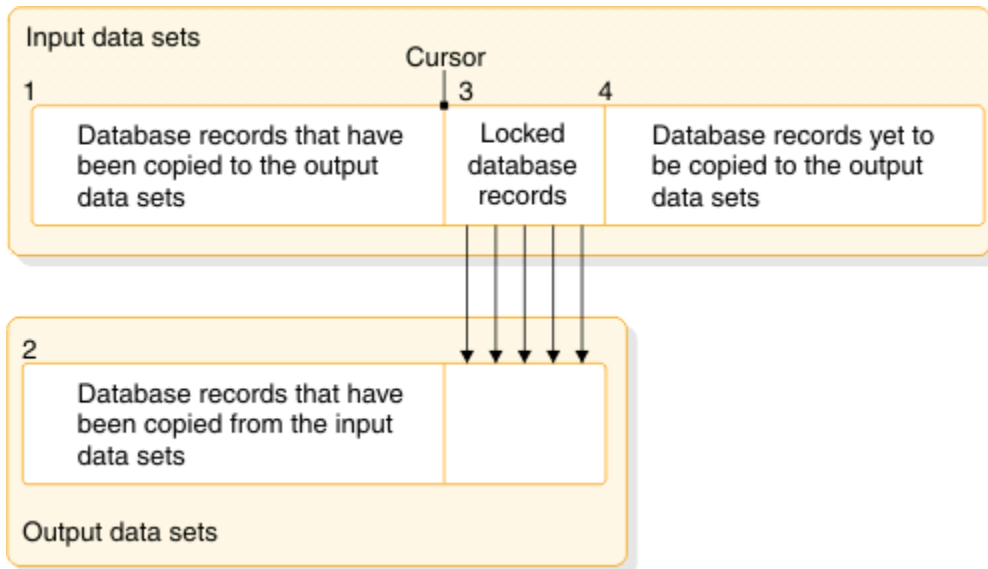 Input data sets
Cursor
1
3
4
Database records that have
been copied to the output
data sets
Locked
database
records
Database records yet to
be copied to the output
data sets
2
Database records that have
been copied from the input
data sets
Output data sets